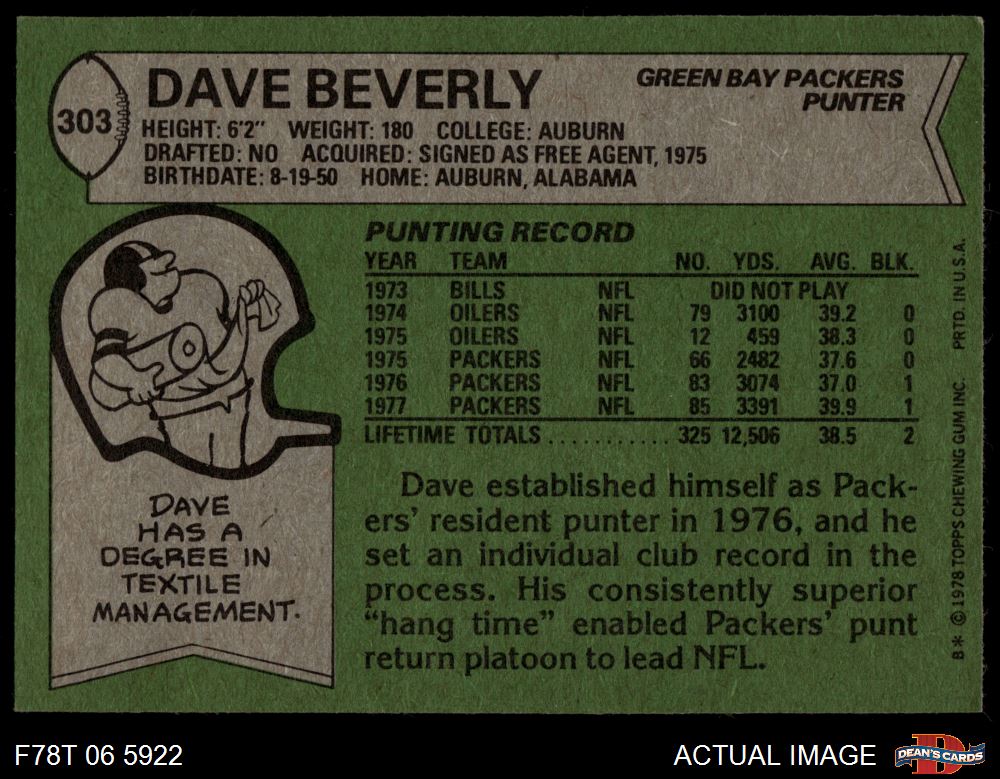 303
DAVE BEVERLY
GREEN BAY PACKERS
PUNTER
HEIGHT: 6'2" WEIGHT: 180 COLLEGE: AUBURN
DRAFTED: NO ACQUIRED: SIGNED AS FREE AGENT, 1975
BIRTHDATE: 8-19-50 HOME: AUBURN, ALABAMA
PUNTING RECORD
YEAR TEAM NO. YDS. AVG. BLK.
1973 BILLS NFL DID NOT PLAY
1974 OILERS NFL 79 3100 39.2 0
1975 OILERS NFL 12 459 38.3 0
1975 PACKERS NFL 66 2482 37.6 0
1976 PACKERS NFL 83 3074 37.0 1
1977 PACKERS NFL 85 3391 39.9 1
LIFETIME TOTALS ........... 325 12,506 38.5 2
DAVE
HAS A
DEGREE IN
TEXTILE
MANAGEMENT.
Dave established himself as Pack-
ers' resident punter in 1976, and he
set an individual club record in the
process. His consistently superior
"hang time" enabled Packers' punt
return platoon to lead NFL.
B* © 1978 TOPPS CHEWING GUM INC. PRTD. IN U.S.A.
F78T 06 5922
ACTUAL IMAGE
D
DEAN'S CARDS